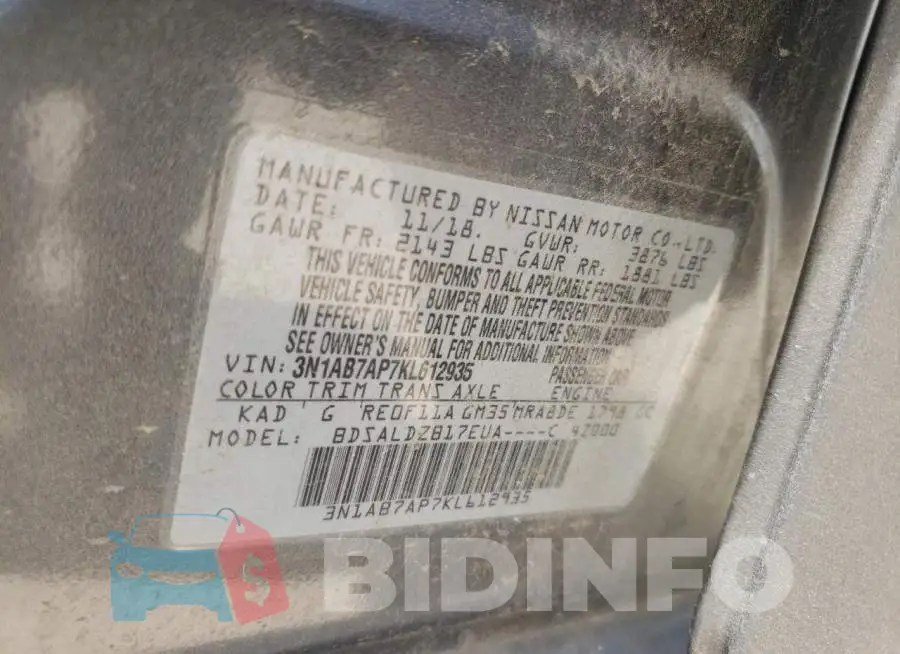 MANUFACTURED BY NISSAN MOTOR CO.,LTD.
DATE: 11/18. GVWR: 3876 LBS
GAWR FR: 2143 LBS GAWR RR: 1881 LBS
THIS VEHICLE CONFORMS TO ALL APPLICABLE FEDERAL MOTOR
VEHICLE SAFETY, BUMPER AND THEFT PREVENTION STANDARDS
IN EFFECT ON THE DATE OF MANUFACTURE SHOWN ABOVE.
SEE OWNER'S MANUAL FOR ADDITIONAL INFORMATION.
VIN: 3N1AB7AP7KL612935 PASSENGER CAR
COLOR TRIM TRANS AXLE ENGINE
KAD G RE0F11A GM35 MRA8DE 1798 CC
MODEL: BDSALDZB17EUA----C 42000
3N1AB7AP7KL612935
$ BIDINFO